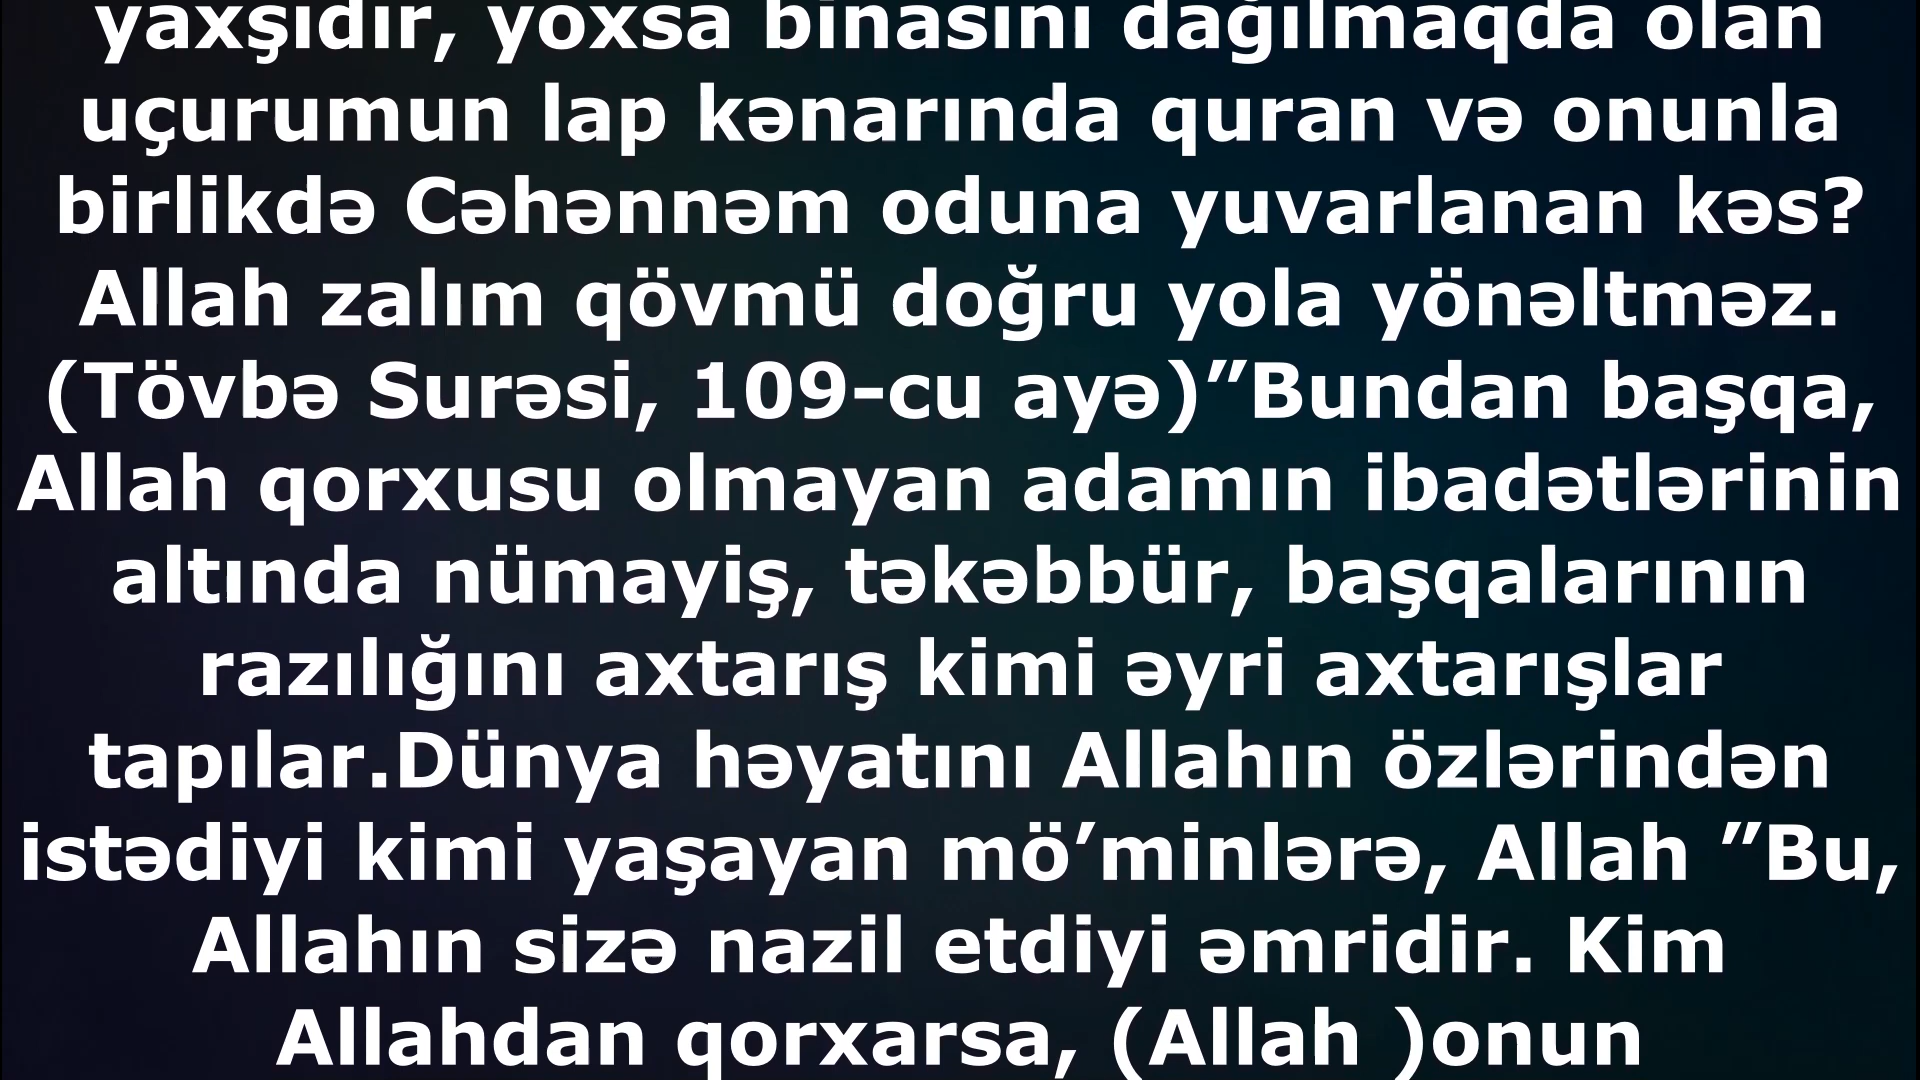 yaxşıdır, yoxsa binasını dağılmaqda olan
uçurumun lap kənarında quran və onunla
birlikdə Cəhənnəm oduna yuvarlanan kəs?
Allah zalım qövmü doğru yola yönəltməz.
(Tövbə Surəsi, 109-cu ayə)”Bundan başqa,
Allah qorxusu olmayan adamın ibadətlərinin
altında nümayiş, təkəbbür, başqalarının
razılığını axtarış kimi əyri axtarışlar
tapılar.Dünya həyatını Allahın özlərindən
istədiyi kimi yaşayan mö’minlərə, Allah ”Bu,
Allahın sizə nazil etdiyi əmridir. Kim
Allahdan qorxarsa, (Allah )onun